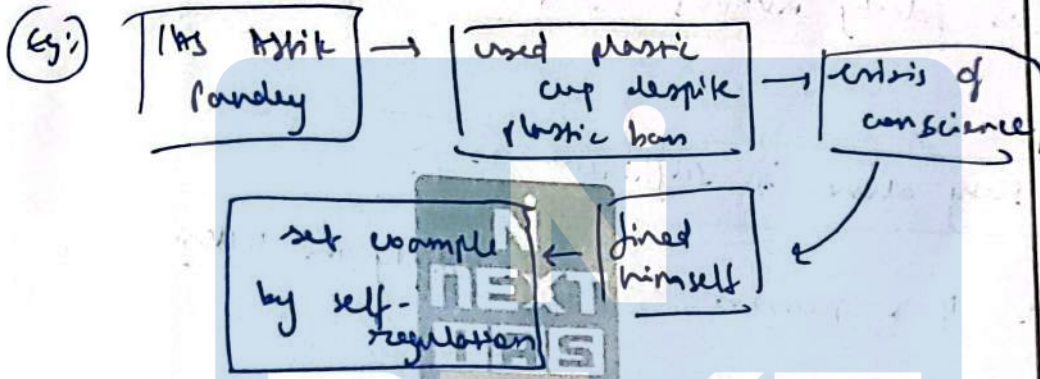 Eg:)
IAS Astik
Pandey
used plastic
cup despite
plastic ban
crisis of
conscience
fined
himself
set example
by self-
regulation
NEXT
IAS